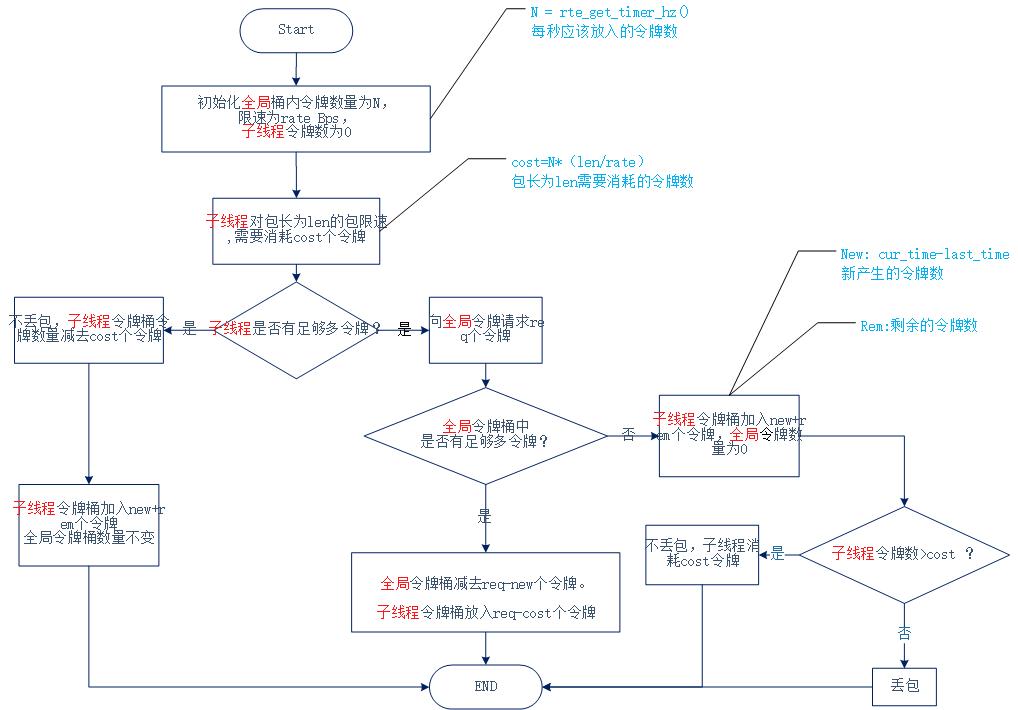 Start
N = rte_get_timer_hz()
每秒应该放入的令牌数
初始化全局桶内令牌数量为N,
限速为rate Bps,
子线程令牌数为0
cost=N*（len/rate）
包长为len需要消耗的令牌数
子线程对包长为len的包限速
,需要消耗cost个令牌
New: cur_time-last_time
新产生的令牌数
Rem:剩余的令牌数
不丢包，子线程令牌桶令
牌数量减去cost个令牌
是
子线程是否有足够多令牌？
是
向全局令牌请求re
q个令牌
全局令牌桶中
是否有足够多令牌？
否
子线程令牌桶加入new+r
em个令牌，全局令牌数
量为0
子线程令牌桶加入new+r
em个令牌
全局令牌桶数量不变
是
不丢包，子线程消
耗cost令牌
是
子线程令牌数>cost ？
全局令牌桶减去req-new个令牌。
子线程令牌桶放入req-cost个令牌
否
END
丢包